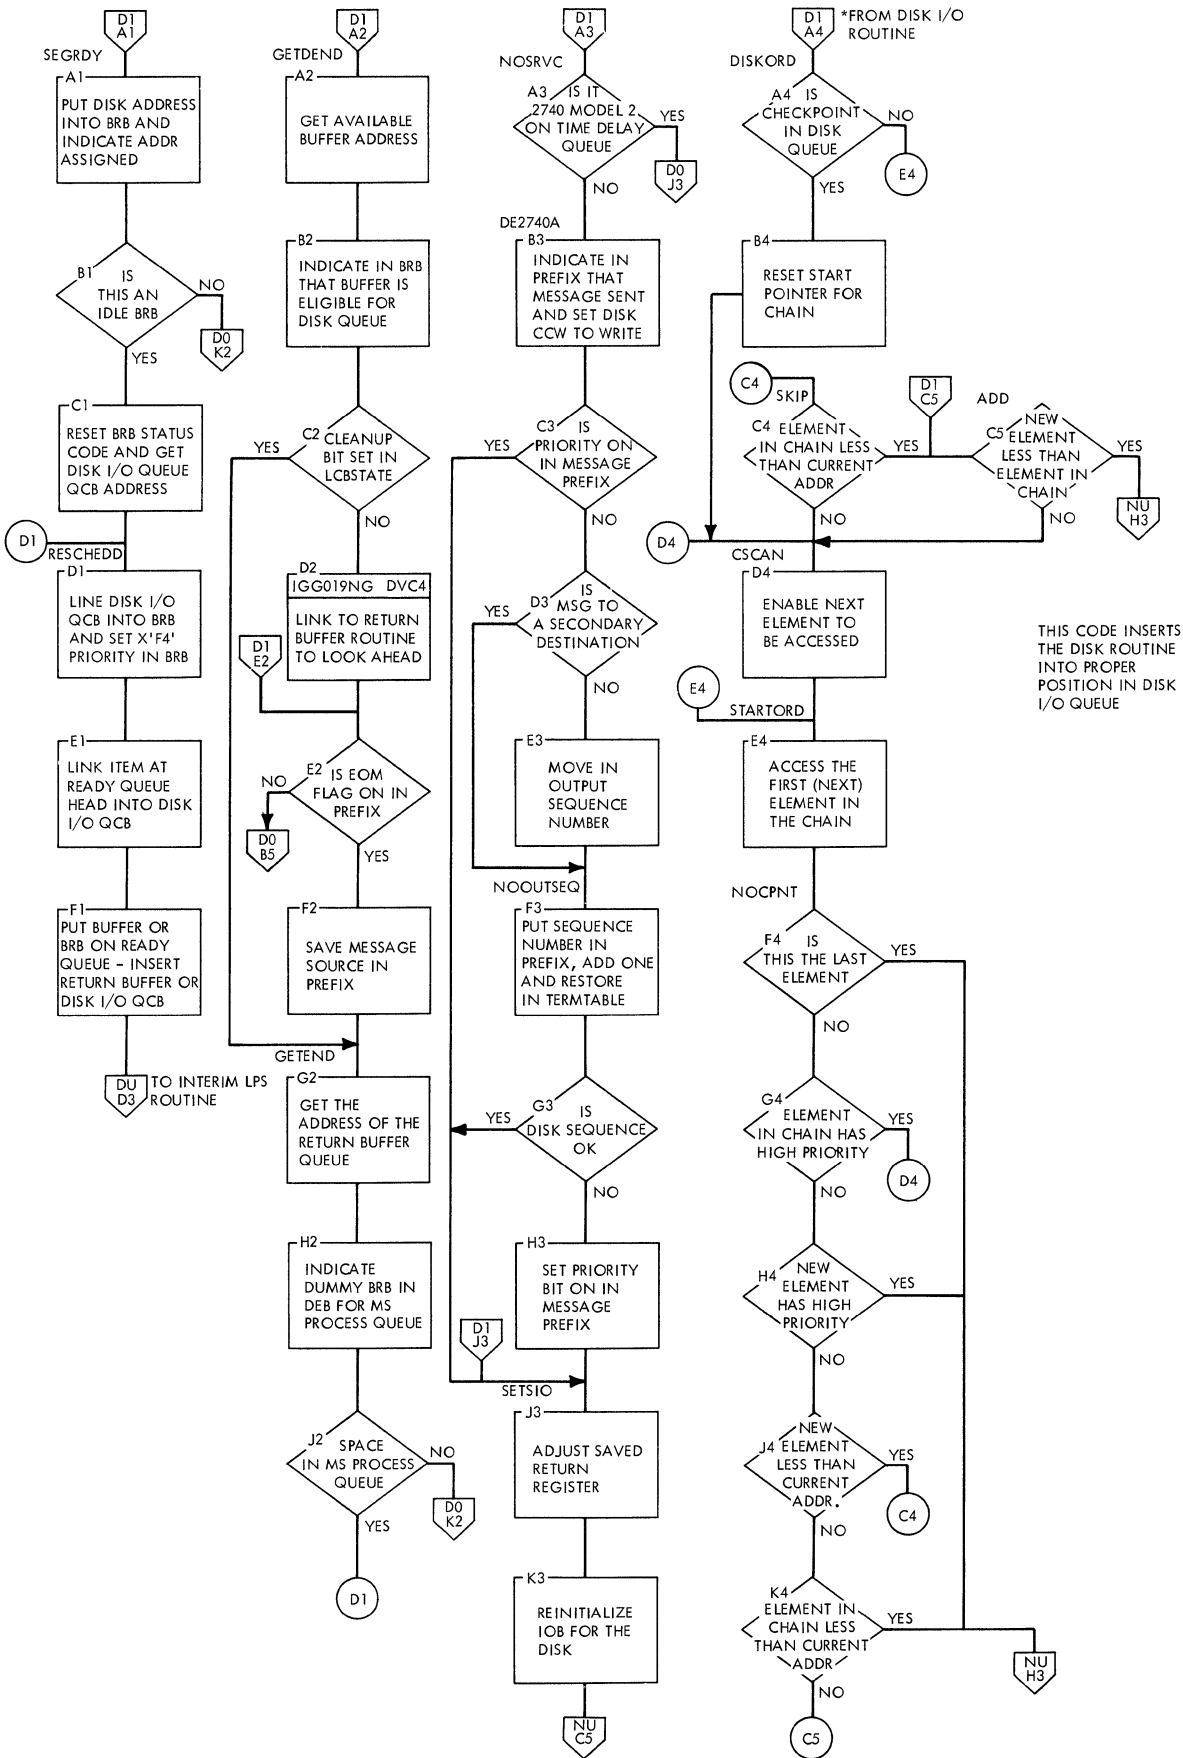 D1
A1
SEGRDY
A1
PUT DISK ADDRESS
INTO BRB AND
INDICATE ADDR
ASSIGNED
B1
IS
THIS AN
IDLE BRB
NO
D0
K2
YES
C1
RESET BRB STATUS
CODE AND GET
DISK I/O QUEUE
QCB ADDRESS
D1
RESCHEDD
D1
LINE DISK I/O
QCB INTO BRB
AND SET X'F4'
PRIORITY IN BRB
E1
LINK ITEM AT
READY QUEUE
HEAD INTO DISK
I/O QCB
F1
PUT BUFFER OR
BRB ON READY
QUEUE - INSERT
RETURN BUFFER OR
DISK I/O QCB
DU
D3
TO INTERIM LPS
ROUTINE
D1
A2
GETDEND
A2
GET AVAILABLE
BUFFER ADDRESS
B2
INDICATE IN BRB
THAT BUFFER IS
ELIGIBLE FOR
DISK QUEUE
C2
CLEANUP
BIT SET IN
LCBSTATE
YES
NO
D2
IGG019NG DVC4
LINK TO RETURN
BUFFER ROUTINE
TO LOOK AHEAD
D1
E2
E2
IS EOM
FLAG ON IN
PREFIX
NO
D0
B5
YES
F2
SAVE MESSAGE
SOURCE IN
PREFIX
GETEND
G2
GET THE
ADDRESS OF THE
RETURN BUFFER
QUEUE
H2
INDICATE
DUMMY BRB IN
DEB FOR MS
PROCESS QUEUE
J2
SPACE
IN MS PROCESS
QUEUE
NO
D0
K2
YES
D1
D1
A3
NOSRVC
A3
IS IT
2740 MODEL 2
ON TIME DELAY
QUEUE
YES
D0
J3
NO
DE2740A
B3
INDICATE IN
PREFIX THAT
MESSAGE SENT
AND SET DISK
CCW TO WRITE
C3
IS
PRIORITY ON
IN MESSAGE
PREFIX
YES
NO
D3
IS
MSG TO
A SECONDARY
DESTINATION
YES
NO
E3
MOVE IN
OUTPUT
SEQUENCE
NUMBER
NOOUTSEQ
F3
PUT SEQUENCE
NUMBER IN
PREFIX, ADD ONE
AND RESTORE
IN TERMTABLE
G3
IS
DISK SEQUENCE
OK
YES
NO
H3
SET PRIORITY
BIT ON IN
MESSAGE
PREFIX
D1
J3
SETSIO
J3
ADJUST SAVED
RETURN
REGISTER
K3
REINITIALIZE
IOB FOR THE
DISK
NU
C5
D1
A4
*FROM DISK I/O
ROUTINE
DISKORD
A4
IS
CHECKPOINT
IN DISK
QUEUE
NO
E4
YES
B4
RESET START
POINTER FOR
CHAIN
C4
SKIP
C4
ELEMENT
IN CHAIN LESS
THAN CURRENT
ADDR
YES
NO
D1
C5
ADD
C5
NEW
ELEMENT
LESS THAN
ELEMENT IN
CHAIN
YES
NU
H3
NO
D4
CSCAN
D4
ENABLE NEXT
ELEMENT TO
BE ACCESSED
THIS CODE INSERTS
THE DISK ROUTINE
INTO PROPER
POSITION IN DISK
I/O QUEUE
E4
STARTORD
E4
ACCESS THE
FIRST (NEXT)
ELEMENT IN
THE CHAIN
NOCPNT
F4
IS
THIS THE LAST
ELEMENT
YES
NO
G4
ELEMENT
IN CHAIN HAS
HIGH PRIORITY
YES
D4
NO
H4
NEW
ELEMENT
HAS HIGH
PRIORITY
YES
NO
J4
NEW
ELEMENT
LESS THAN
CURRENT
ADDR.
YES
C4
NO
K4
ELEMENT IN
CHAIN LESS
THAN CURRENT
ADDR
YES
NU
H3
NO
C5